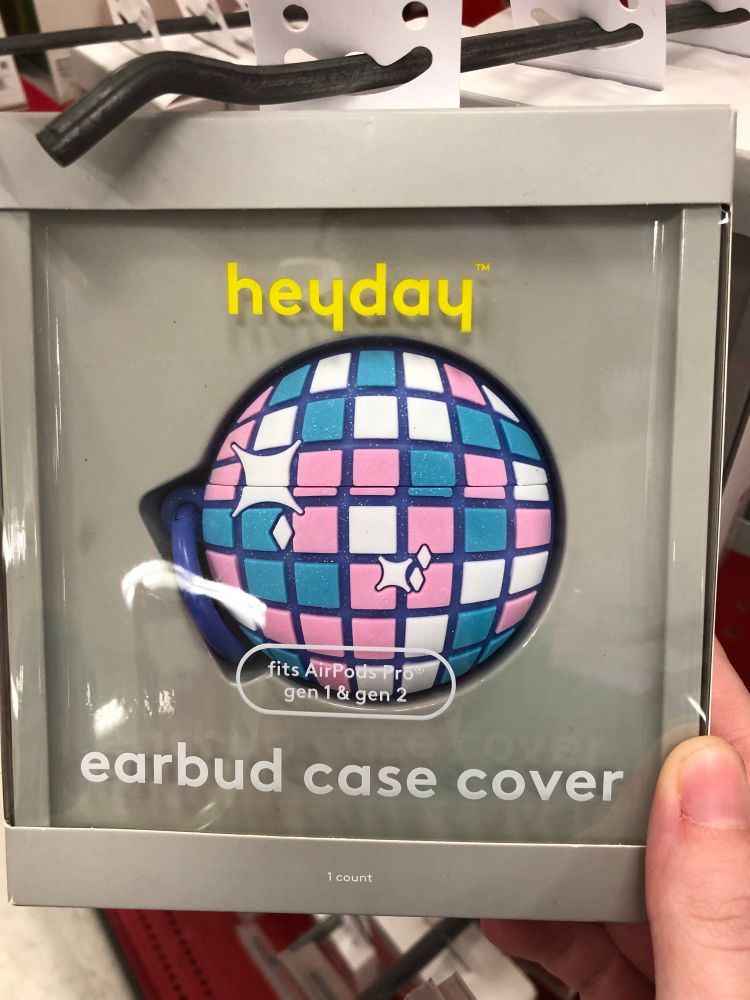 heyday™
fits AirPods Pro®
gen 1 & gen 2
earbud case cover
1 count